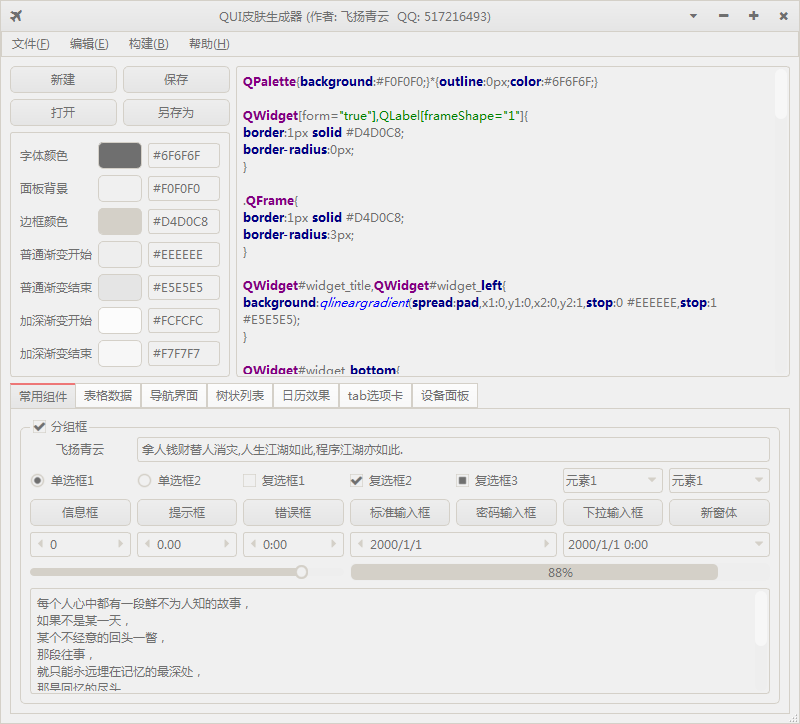 QUI皮肤生成器 (作者: 飞扬青云  QQ: 517216493)
文件(F) 编辑(E) 构建(B) 帮助(H)
新建 保存
打开 另存为
字体颜色 #6F6F6F
面板背景 #F0F0F0
边框颜色 #D4D0C8
普通渐变开始 #EEEEEE
普通渐变结束 #E5E5E5
加深渐变开始 #FCFCFC
加深渐变结束 #F7F7F7
QPalette{background:#F0F0F0;}*{outline:0px;color:#6F6F6F;}
QWidget[form="true"],QLabel[frameShape="1"]{
border:1px solid #D4D0C8;
border-radius:0px;
}
.QFrame{
border:1px solid #D4D0C8;
border-radius:3px;
}
QWidget#widget_title,QWidget#widget_left{
background:qlineargradient(spread:pad,x1:0,y1:0,x2:0,y2:1,stop:0 #EEEEEE,stop:1
#E5E5E5);
}
QWidget#widget_bottom{
常用组件 表格数据 导航界面 树状列表 日历效果 tab选项卡 设备面板
分组框
飞扬青云 拿人钱财替人消灾,人生江湖如此,程序江湖亦如此.
单选框1 单选框2 复选框1 复选框2 复选框3 元素1 元素1
信息框 提示框 错误框 标准输入框 密码输入框 下拉输入框 新窗体
0 0.00 0:00 2000/1/1 2000/1/1 0:00
88%
每个人心中都有一段鲜不为人知的故事，
如果不是某一天，
某个不经意的回头一瞥，
那段往事，
就只能永远埋在记忆的最深处，
那是回忆的尽头